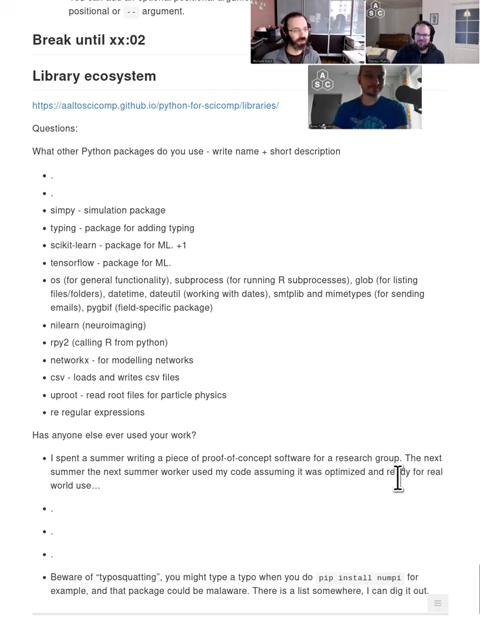 positional or -- argument.
Break until xx:02
Library ecosystem
https://aaltoscicomp.github.io/python-for-scicomp/libraries/
Questions:
What other Python packages do you use - write name + short description
• .
• .
• simpy - simulation package
• typing - package for adding typing
• scikit-learn - package for ML. +1
• tensorflow - package for ML.
• os (for general functionality), subprocess (for running R subprocesses), glob (for listing
files/folders), datetime, dateutil (working with dates), smtplib and mimetypes (for sending
emails), pygbif (field-specific package)
• nilearn (neuroimaging)
• rpy2 (calling R from python)
• networkx - for modelling networks
• csv - loads and writes csv files
• uproot - read root files for particle physics
• re regular expressions
Has anyone else ever used your work?
• I spent a summer writing a piece of proof-of-concept software for a research group. The next
summer the next summer worker used my code assuming it was optimized and ready for real
world use...
• .
• .
• .
• Beware of “typosquatting”, you might type a typo when you do pip install numpi for
example, and that package could be malware. There is a list somewhere, I can dig it out.
A
S
C
A
S
C